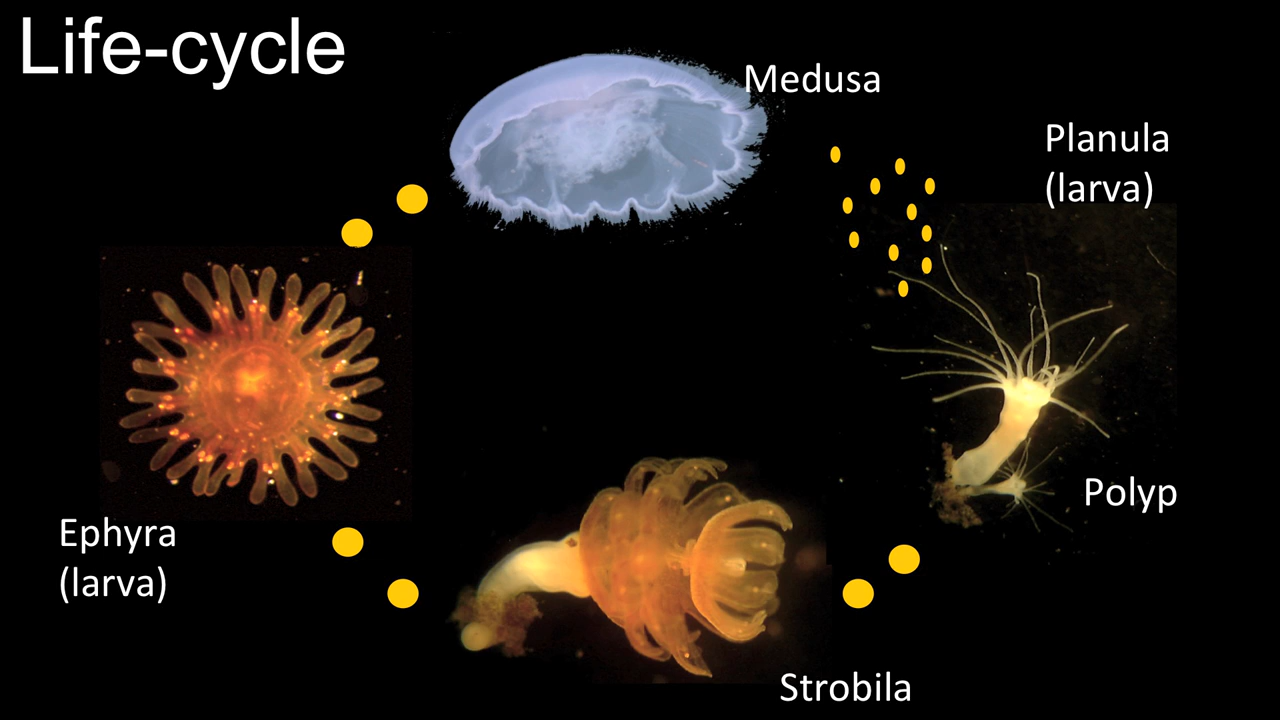 Life-cycle
Medusa
Planula
(larva)
Polyp
Ephyra
(larva)
Strobila